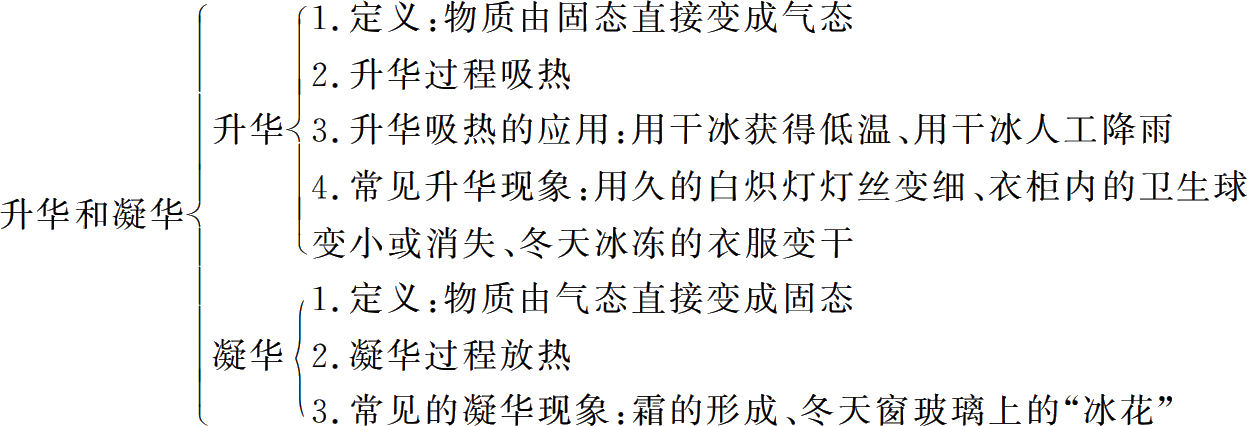 升华和凝华
升华
1.定义:物质由固态直接变成气态
2.升华过程吸热
3.升华吸热的应用:用干冰获得低温、用干冰人工降雨
4.常见升华现象:用久的白炽灯灯丝变细、衣柜内的卫生球
变小或消失、冬天冰冻的衣服变干
凝华
1.定义:物质由气态直接变成固态
2.凝华过程放热
3.常见的凝华现象:霜的形成、冬天窗玻璃上的“冰花”